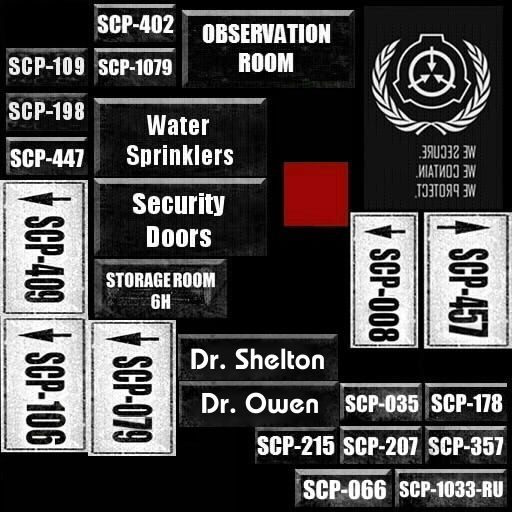 SCP-402
OBSERVATION
ROOM
SCP-109
SCP-1079
SCP-198
Water
Sprinklers
SCP-447
WE SECURE.
WE CONTAIN.
WE PROTECT.
Security
Doors
SCP-409
SCP-008
SCP-457
STORAGE ROOM
6H
SCP-106
SCP-079
Dr. Shelton
Dr. Owen
SCP-035
SCP-178
SCP-215
SCP-207
SCP-357
SCP-066
SCP-1033-RU